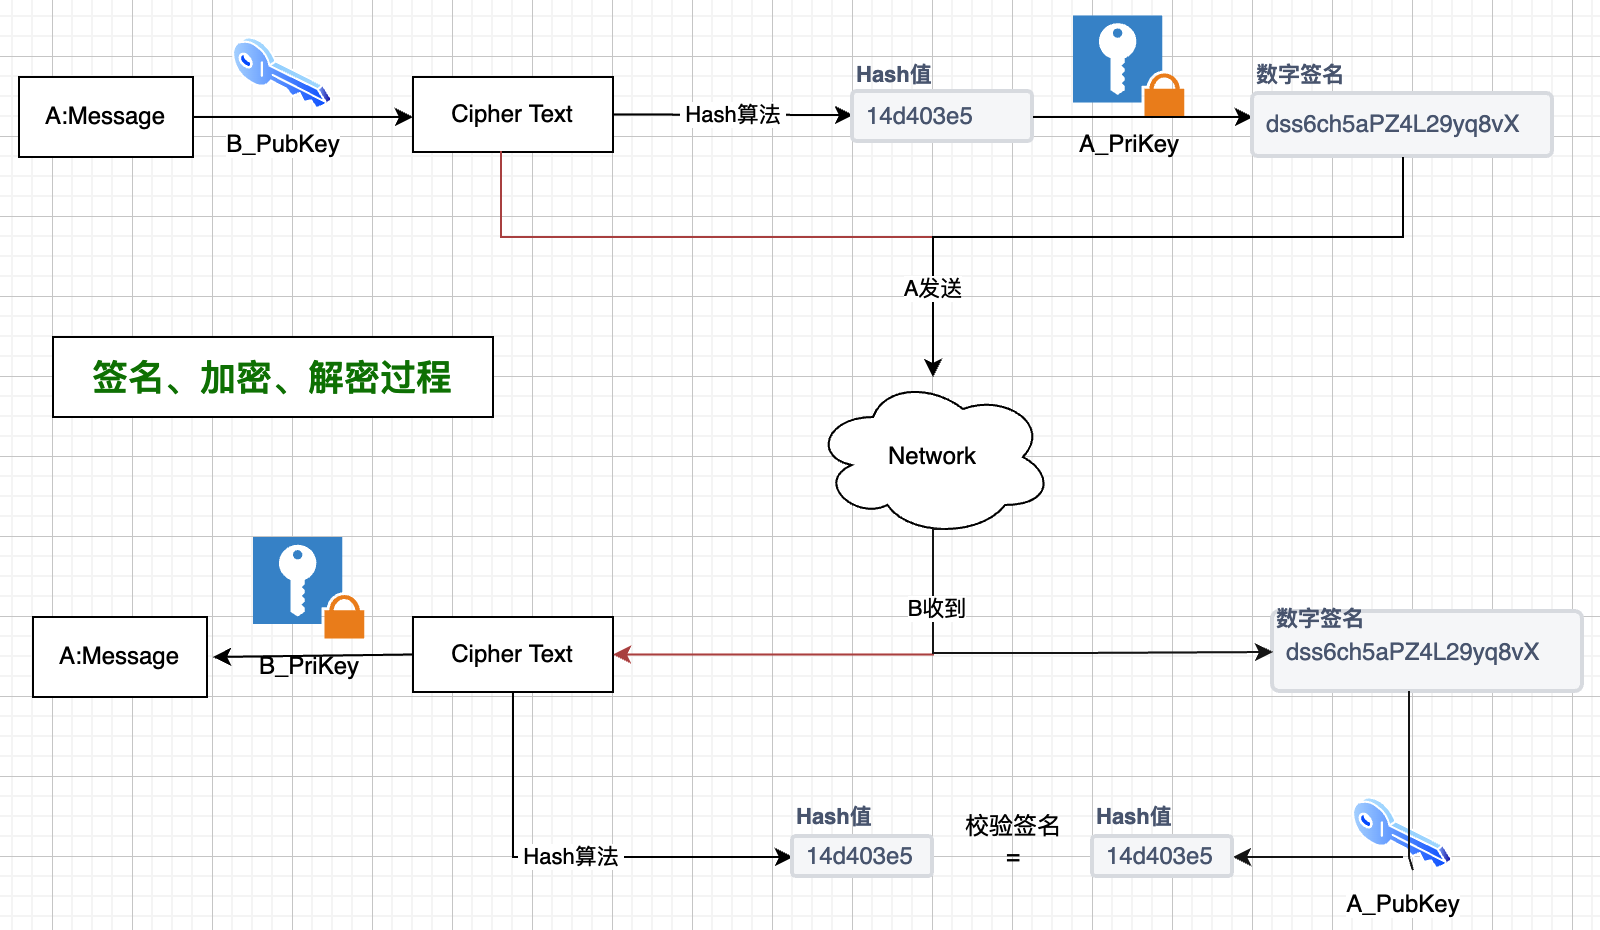 Hash值
数字签名
A:Message
B_PubKey
Cipher Text
Hash算法
14d403e5
A_PriKey
dss6ch5aPZ4L29yq8vX
A发送
签名、加密、解密过程
Network
B收到
数字签名
A:Message
B_PriKey
Cipher Text
dss6ch5aPZ4L29yq8vX
Hash值
校验签名
Hash值
Hash算法
14d403e5
=
14d403e5
A_PubKey